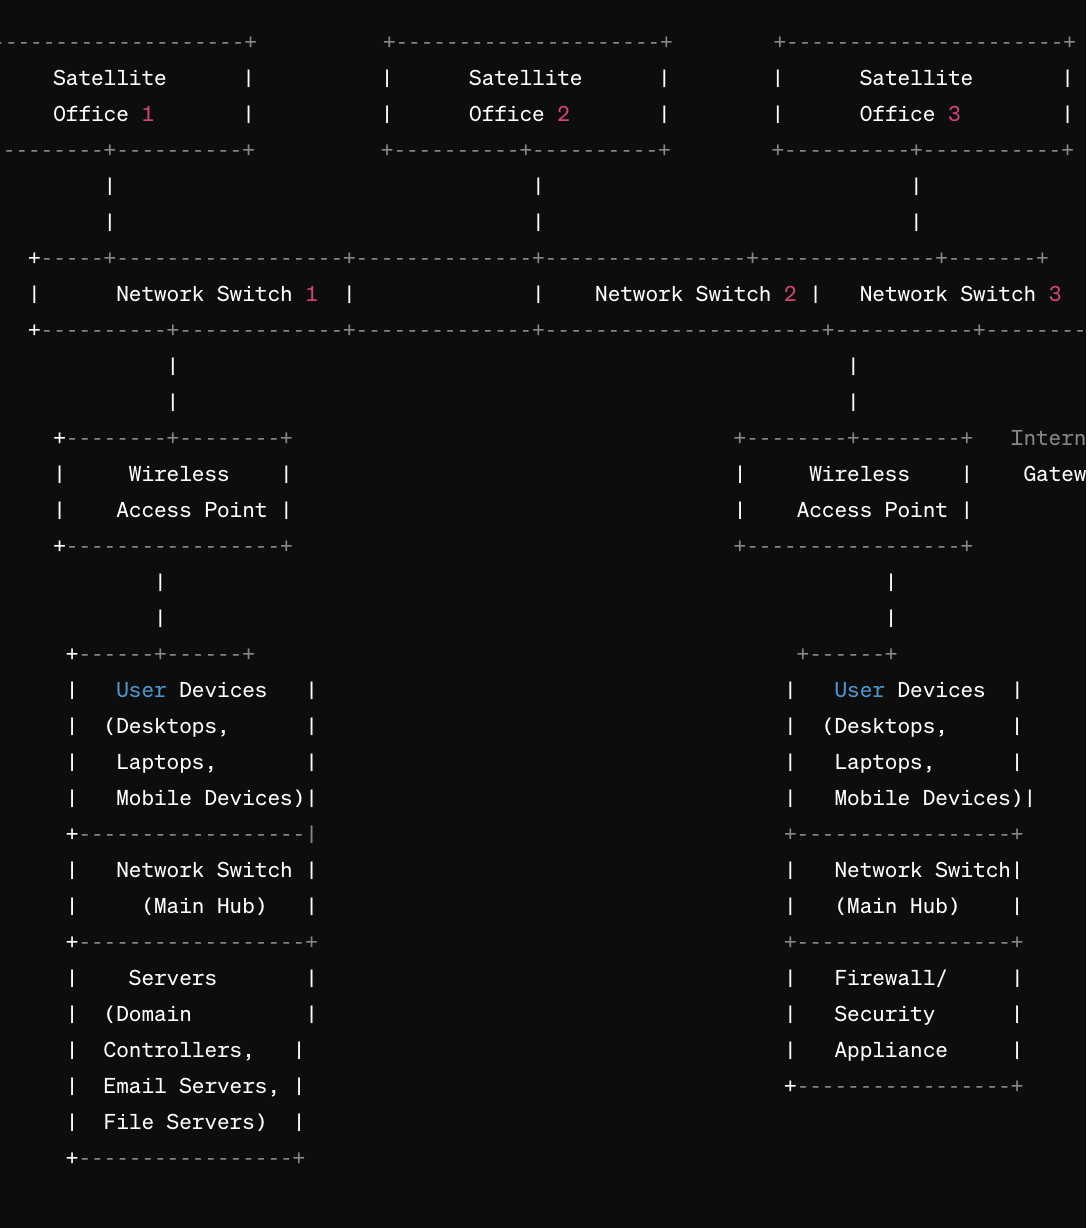 --------------------+          +---------------------+        +----------------------+
    Satellite      |          |      Satellite      |        |      Satellite       |
    Office 1       |          |      Office 2       |        |      Office 3        |
--------+----------+          +----------+----------+        +----------+-----------+
        |                                 |                             |
        |                                 |                             |
  +-----+------------------+--------------+----------------+--------------+-------+
  |      Network Switch 1  |              |    Network Switch 2 |   Network Switch 3
  +----------+-------------+--------------+----------------------+-----------+--------
             |                                                     |
             |                                                     |
    +--------+--------+                                   +--------+--------+   Intern
    |     Wireless    |                                   |     Wireless    |    Gatew
    |    Access Point |                                   |    Access Point |
    +-----------------+                                   +-----------------+
            |                                                         |
            |                                                         |
     +------+------+                                           +------+
     |   User Devices   |                                     |   User Devices  |
     |  (Desktops,      |                                     |  (Desktops,     |
     |   Laptops,       |                                     |   Laptops,      |
     |   Mobile Devices)|                                     |   Mobile Devices)|
     +------------------|                                     +-----------------+
     |   Network Switch |                                     |   Network Switch|
     |     (Main Hub)   |                                     |   (Main Hub)    |
     +------------------+                                     +-----------------+
     |    Servers       |                                     |   Firewall/     |
     |  (Domain         |                                     |   Security      |
     |  Controllers,   |                                      |   Appliance     |
     |  Email Servers, |                                      +-----------------+
     |  File Servers)  |
     +-----------------+